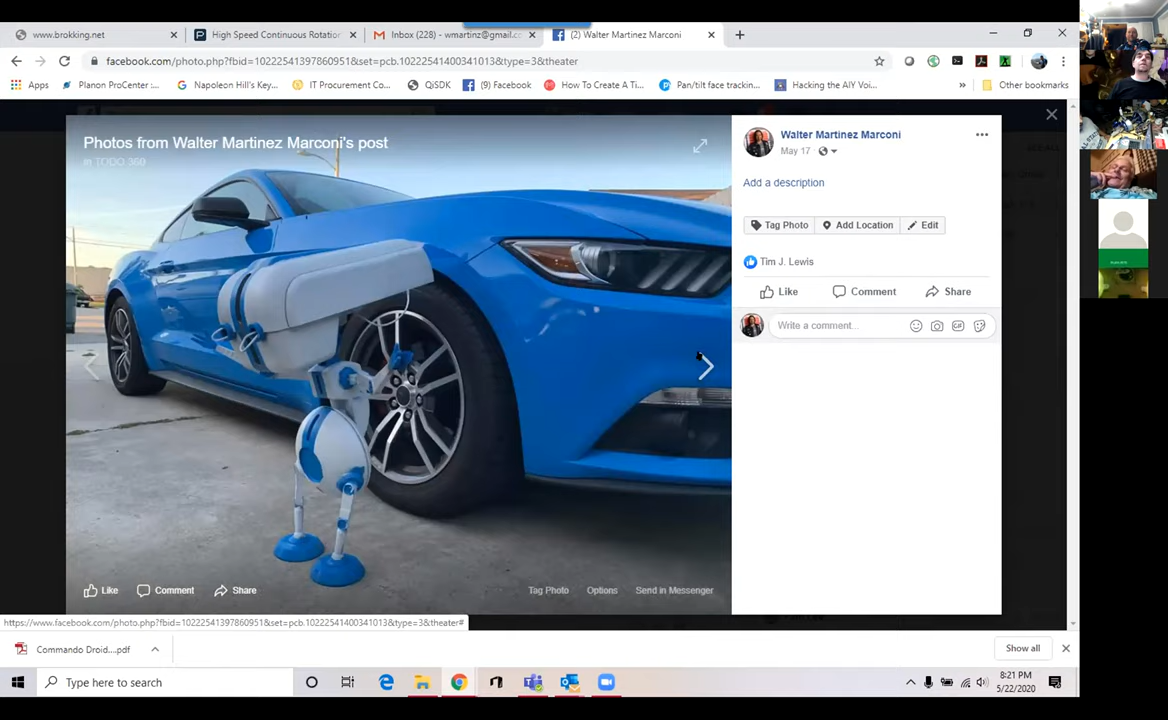 www.brokking.net
High Speed Continuous Rotatio
Inbox (228) - wmartinz@gmail.cc
(2) Walter Martinez Marconi
facebook.com/photo.php?fbid=10222541397860951&set=pcb.10222541400341013&type=3&theater
Apps
Planon ProCenter :...
Napoleon Hill's Key...
IT Procurement Co...
QiSDK
(9) Facebook
How To Create A Ti...
Pan/tilt face trackin...
Hacking the AIY Voi...
»
Other bookmarks
Photos from Walter Martinez Marconi's post
in TODO 360
Walter Martinez Marconi
May 17
Add a description
Tag Photo
Add Location
Edit
Tim J. Lewis
Like
Comment
Share
Write a comment...
Like
Comment
Share
Tag Photo
Options
Send in Messenger
https://www.facebook.com/photo.php?fbid=10222541397860951&set=pcb.10222541400341013&type=3&theater#
Commando Droid....pdf
Show all
Type here to search
8:21 PM
5/22/2020